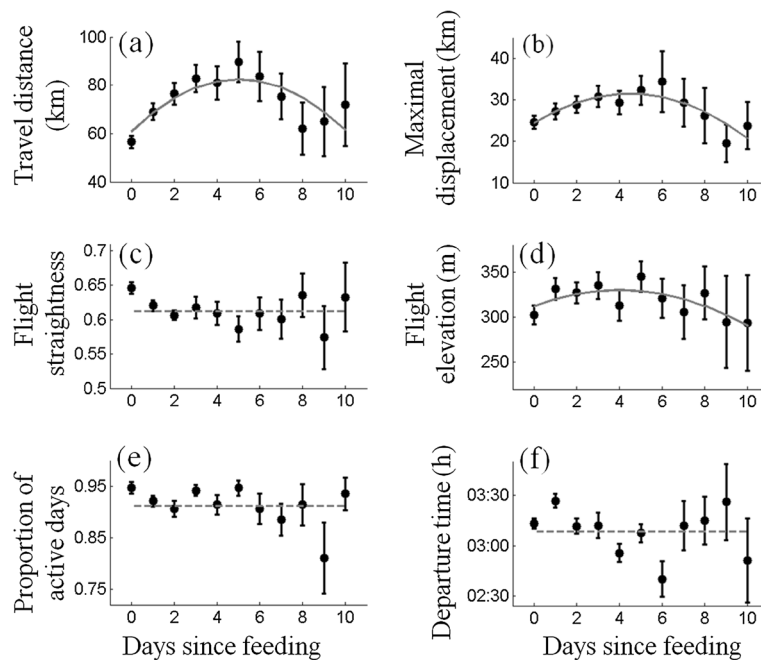 (a)
Travel distance
(km)
100
80
60
40
0 2 4 6 8 10
(b)
Maximal
displacement (km)
50
40
30
20
10
0 2 4 6 8 10
(c)
Flight
straightness
0.7
0.65
0.6
0.55
0.5
0 2 4 6 8 10
(d)
Flight
elevation (m)
350
300
250
0 2 4 6 8 10
(e)
Proportion of
active days
0.95
0.85
0.75
0 2 4 6 8 10
Days since feeding
(f)
Departure time (h)
03:30
03:00
02:30
0 2 4 6 8 10
Days since feeding